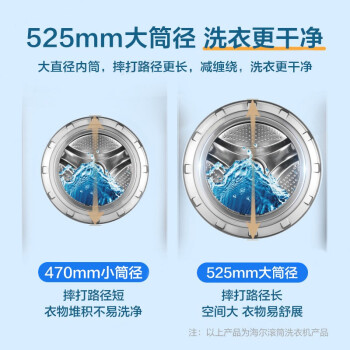 525mm大筒径 洗衣更干净
大直径内筒，摔打路径更长，减缠绕，洗衣更干净
470mm小筒径
摔打路径短
衣物堆积不易洗净
525mm大筒径
摔打路径长
空间大 衣物易舒展
注：以上产品为海尔滚筒洗衣机产品